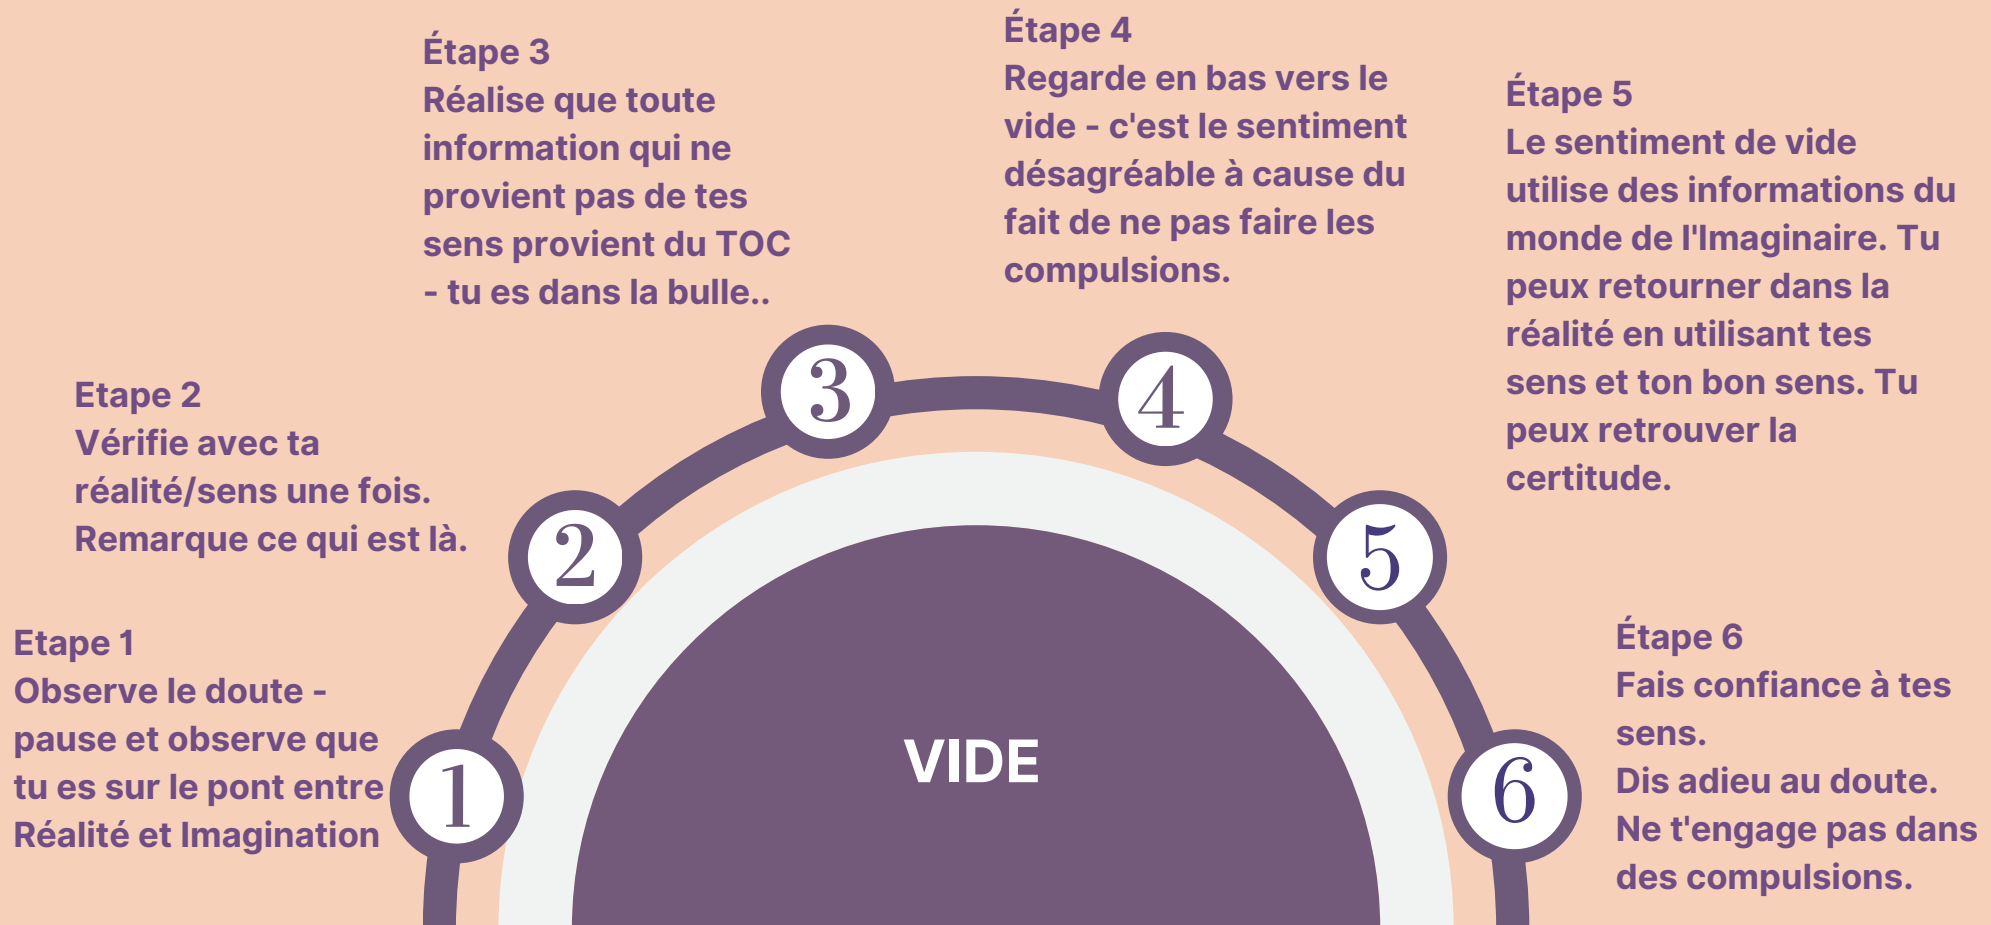 Etape 1
Observe le doute -
pause et observe que
tu es sur le pont entre
Réalité et Imagination
1
Etape 2
Vérifie avec ta
réalité/sens une fois.
Remarque ce qui est là.
2
Étape 3
Réalise que toute
information qui ne
provient pas de tes
sens provient du TOC
- tu es dans la bulle..
3
Étape 4
Regarde en bas vers le
vide - c'est le sentiment
désagréable à cause du
fait de ne pas faire les
compulsions.
4
Étape 5
Le sentiment de vide
utilise des informations du
monde de l'Imaginaire. Tu
peux retourner dans la
réalité en utilisant tes
sens et ton bon sens. Tu
peux retrouver la
certitude.
5
Étape 6
Fais confiance à tes
sens.
Dis adieu au doute.
Ne t'engage pas dans
des compulsions.
6
VIDE